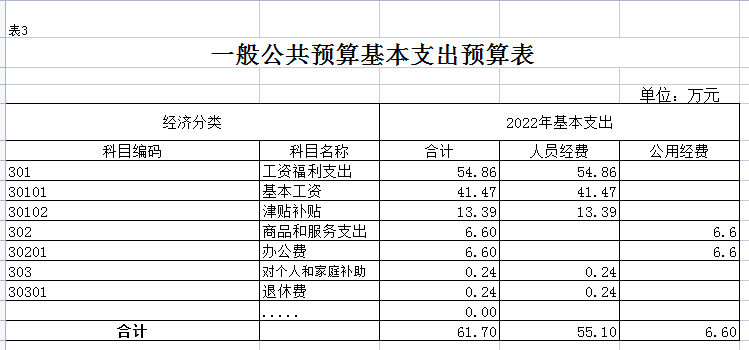 表3
一般公共预算基本支出预算表
单位：万元
经济分类 2022年基本支出
科目编码 科目名称 合计 人员经费 公用经费
301 工资福利支出 54.86 54.86
30101 基本工资 41.47 41.47
30102 津贴补贴 13.39 13.39
302 商品和服务支出 6.60 6.6
30201 办公费 6.60 6.6
303 对个人和家庭补助 0.24 0.24
30301 退休费 0.24 0.24
..... 0.00
合计 61.70 55.10 6.60